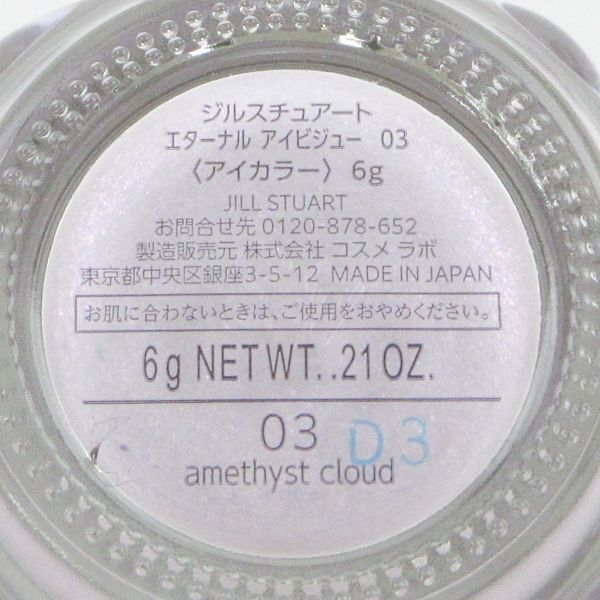 ジルスチュアート
エターナル アイビジュー 03
〈アイカラー〉 6g
JILL STUART
お問合せ先 0120-878-652
製造販売元 株式会社 コスメ ラボ
東京都中央区銀座3-5-12 MADE IN JAPAN
お肌に合わないときは、ご使用をおやめください。
6g NET WT. .21 OZ.
03 D3
amethyst cloud